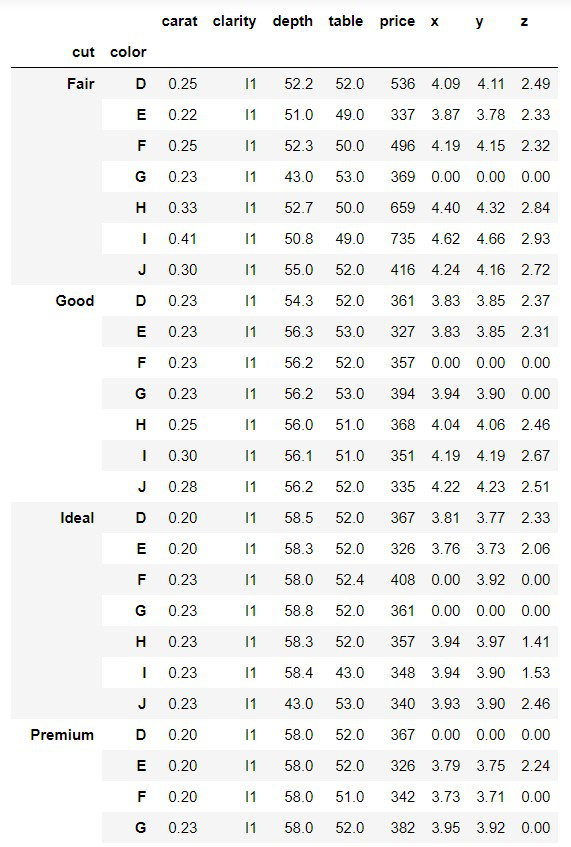 carat clarity depth table price x y z
cut color
Fair D 0.25 I1 52.2 52.0 536 4.09 4.11 2.49
E 0.22 I1 51.0 49.0 337 3.87 3.78 2.33
F 0.25 I1 52.3 50.0 496 4.19 4.15 2.32
G 0.23 I1 43.0 53.0 369 0.00 0.00 0.00
H 0.33 I1 52.7 50.0 659 4.40 4.32 2.84
I 0.41 I1 50.8 49.0 735 4.62 4.66 2.93
J 0.30 I1 55.0 52.0 416 4.24 4.16 2.72
Good D 0.23 I1 54.3 52.0 361 3.83 3.85 2.37
E 0.23 I1 56.3 53.0 327 3.83 3.85 2.31
F 0.23 I1 56.2 52.0 357 0.00 0.00 0.00
G 0.23 I1 56.2 53.0 394 3.94 3.90 0.00
H 0.25 I1 56.0 51.0 368 4.04 4.06 2.46
I 0.30 I1 56.1 51.0 351 4.19 4.19 2.67
J 0.28 I1 56.2 52.0 335 4.22 4.23 2.51
Ideal D 0.20 I1 58.5 52.0 367 3.81 3.77 2.33
E 0.20 I1 58.3 52.0 326 3.76 3.73 2.06
F 0.23 I1 58.0 52.4 408 0.00 3.92 0.00
G 0.23 I1 58.8 52.0 361 0.00 0.00 0.00
H 0.23 I1 58.3 52.0 357 3.94 3.97 1.41
I 0.23 I1 58.4 43.0 348 3.94 3.90 1.53
J 0.23 I1 43.0 53.0 340 3.93 3.90 2.46
Premium D 0.20 I1 58.0 52.0 367 0.00 0.00 0.00
E 0.20 I1 58.0 52.0 326 3.79 3.75 2.24
F 0.20 I1 58.0 51.0 342 3.73 3.71 0.00
G 0.23 I1 58.0 52.0 382 3.95 3.92 0.00